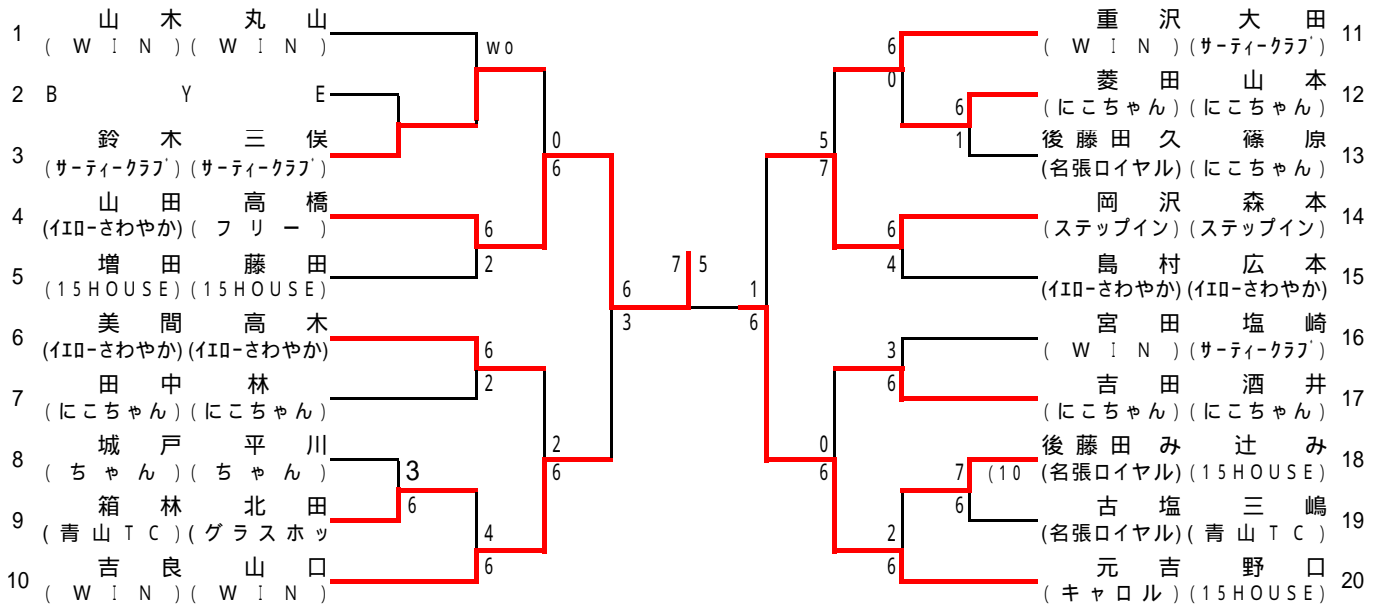 1 山木 丸山
(WIN)(WIN)
wo
2 BYE
3 鈴木 三俣
(サーティークラブ)(サーティークラブ)
0
6
4 山田 高橋
(イエローさわやか)(フリー)
6
2
5 増田 藤田
(15HOUSE)(15HOUSE)
6
3
6 美間 高木
(イエローさわやか)(イエローさわやか)
6
2
7 田中 林
(にこちゃん)(にこちゃん)
2
6
8 城戸 平川
(ちゃん)(ちゃん)
3
6
9 箱林 北田
(青山TC)(グラスホッ
4
6
10 吉良 山口
(WIN)(WIN)
7 5
重沢 大田 11
(WIN)(サーティークラブ)
6
0
菱田 山本 12
(にこちゃん)(にこちゃん)
6
1
後藤田久 篠原 13
(名張ロイヤル)(にこちゃん)
5
7
岡沢 森本 14
(ステップイン)(ステップイン)
6
4
島村 広本 15
(イエローさわやか)(イエローさわやか)
1
6
宮田 塩崎 16
(WIN)(サーティークラブ)
3
6
吉田 酒井 17
(にこちゃん)(にこちゃん)
0
6
後藤田み 辻み 18
(名張ロイヤル)(15HOUSE)
7 (10
6
古塩 三嶋 19
(名張ロイヤル)(青山TC)
2
6
元吉 野口 20
(キャロル)(15HOUSE)